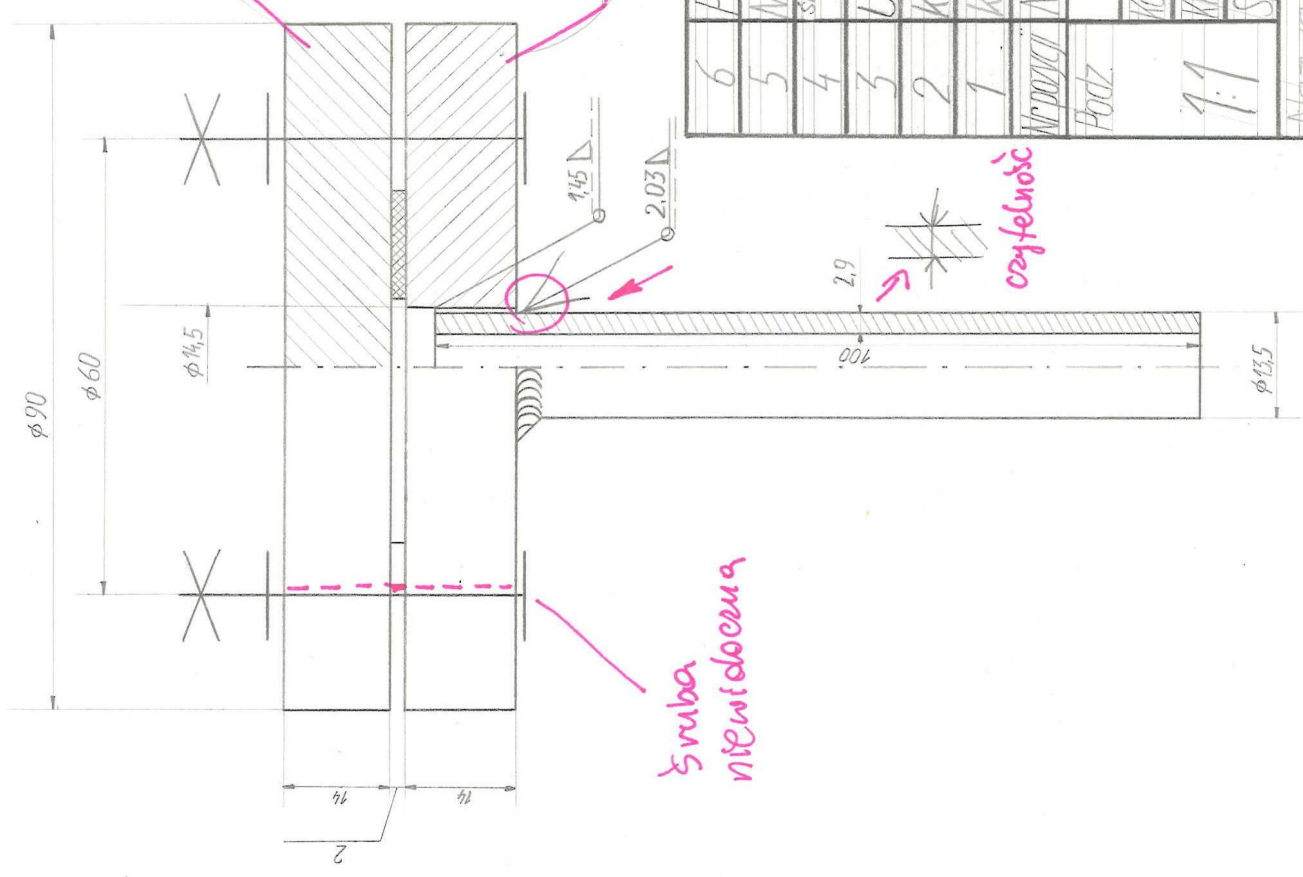 ϕ90
ϕ60
ϕ14,5
14
2
14
1,45
2,03
2,9
100
ϕ13,5
czytelność
śruba
niewidoczna
6
5
4
3
2
1
Nr pozycji
Podz.
1:1